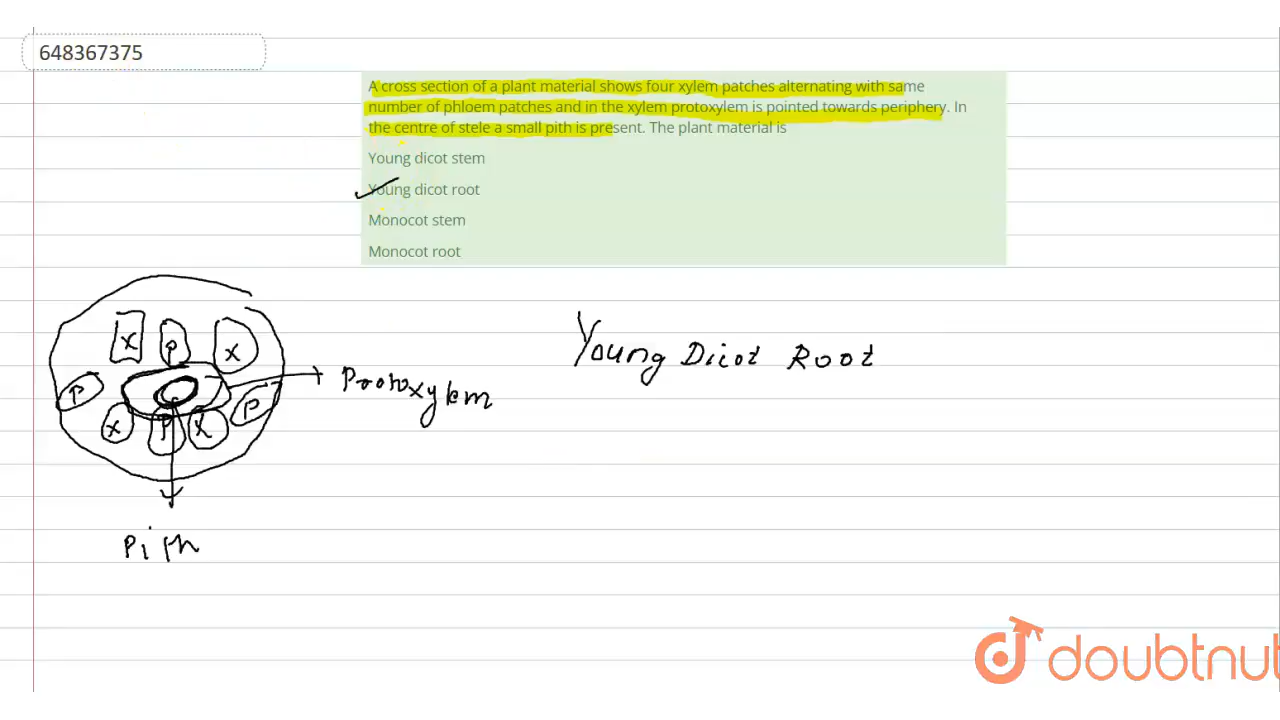 648367375
A cross section of a plant material shows four xylem patches alternating with same
number of phloem patches and in the xylem protoxylem is pointed towards periphery. In
the centre of stele a small pith is present. The plant material is
Young dicot stem
Young dicot root
Monocot stem
Monocot root
X P X
P P
X P X
Protoxylem
Pith
Young Dicot Root
doubtnut